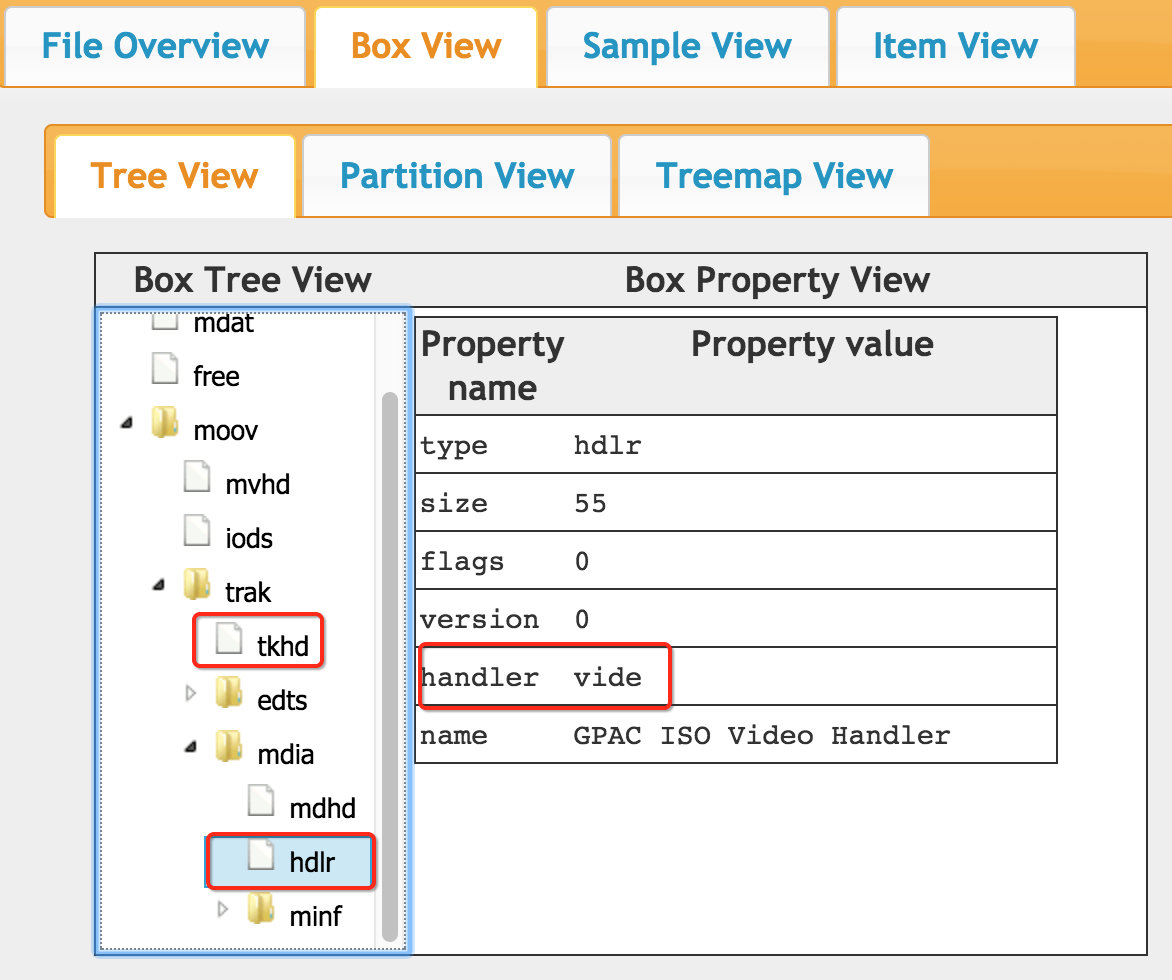 File Overview
Box View
Sample View
Item View
Tree View
Partition View
Treemap View
Box Tree View
Box Property View
mdat
free
moov
mvhd
iods
trak
tkhd
edts
mdia
mdhd
hdlr
minf
Property name
Property value
type hdlr
size 55
flags 0
version 0
handler vide
name GPAC ISO Video Handler